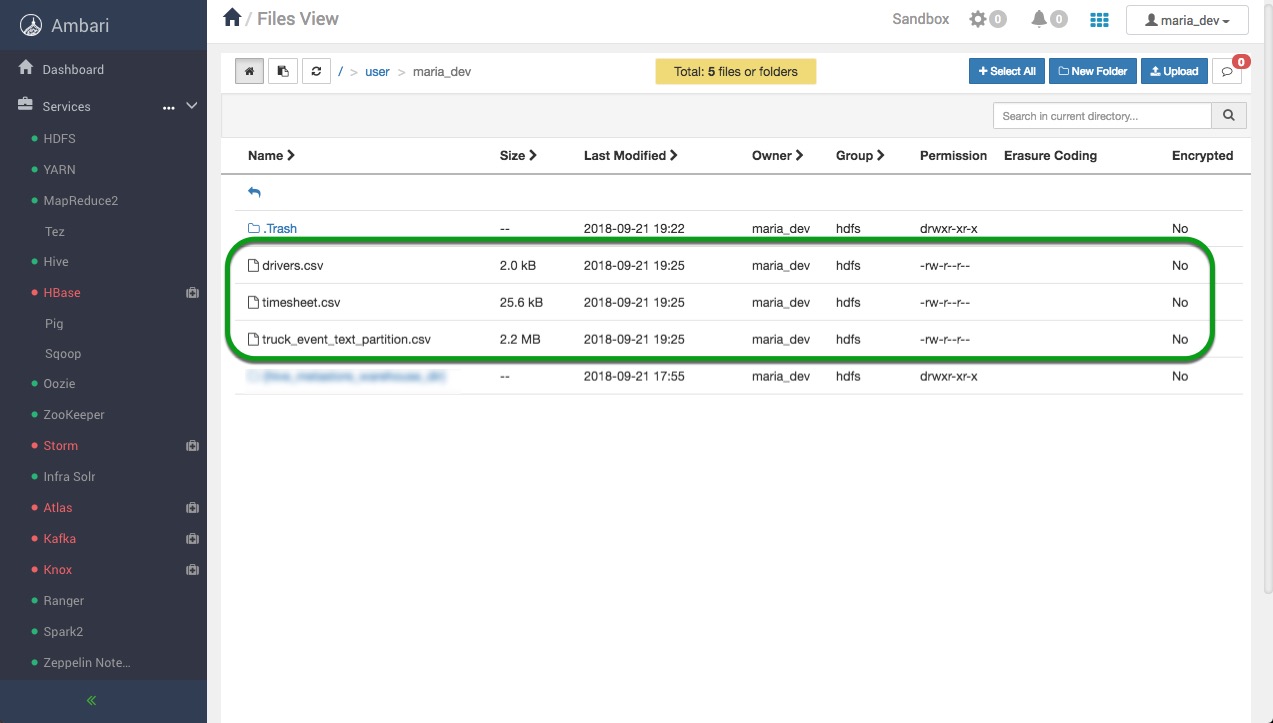 Ambari
Dashboard
Services
HDFS
YARN
MapReduce2
Tez
Hive
HBase
Pig
Sqoop
Oozie
ZooKeeper
Storm
Infra Solr
Atlas
Kafka
Knox
Ranger
Spark2
Zeppelin Note...
/ Files View
Sandbox 0 0 maria_dev
/ > user > maria_dev
Total: 5 files or folders
+ Select All New Folder Upload 0
Search in current directory...
Name Size Last Modified Owner Group Permission Erasure Coding Encrypted
.Trash -- 2018-09-21 19:22 maria_dev hdfs drwxr-xr-x No
drivers.csv 2.0 kB 2018-09-21 19:25 maria_dev hdfs -rw-r--r-- No
timesheet.csv 25.6 kB 2018-09-21 19:25 maria_dev hdfs -rw-r--r-- No
truck_event_text_partition.csv 2.2 MB 2018-09-21 19:25 maria_dev hdfs -rw-r--r-- No
-- 2018-09-21 17:55 maria_dev hdfs drwxr-xr-x No